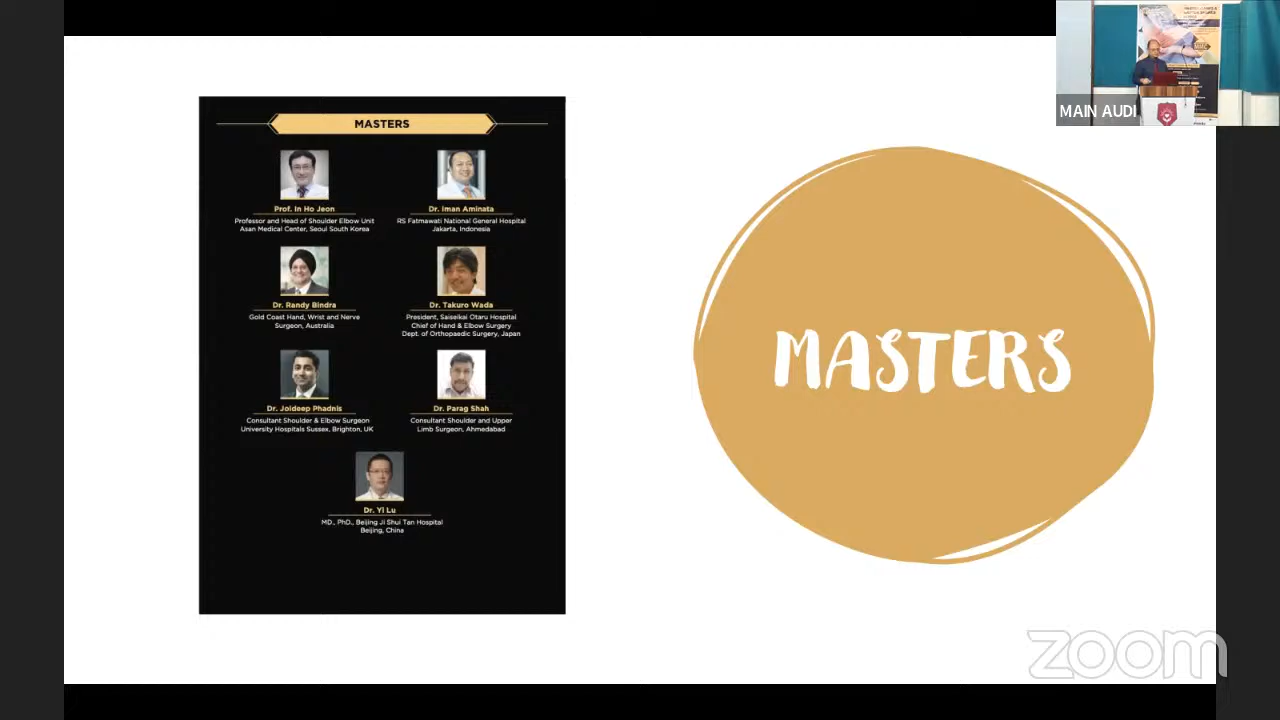 MAIN AUDI
MASTERS
Prof. In Ho Jeon
Professor and Head of Shoulder Elbow Unit
Asan Medical Center, Seoul South Korea
Dr. Iman Aminata
RS Fatmawati National General Hospital
Jakarta, Indonesia
Dr. Randy Bindra
Gold Coast Hand, Wrist and Nerve
Surgeon, Australia
Dr. Takuro Wada
President, Saiseikai Otaru Hospital
Chief of Hand & Elbow Surgery
Dept. of Orthopaedic Surgery, Japan
Dr. Joideep Phadnis
Consultant Shoulder & Elbow Surgeon
University Hospitals Sussex, Brighton, UK
Dr. Parag Shah
Consultant Shoulder and Upper
Limb Surgeon, Ahmedabad
Dr. Yi Lu
MD., PhD., Beijing Ji Shui Tan Hospital
Beijing, China
MASTERS
zoom